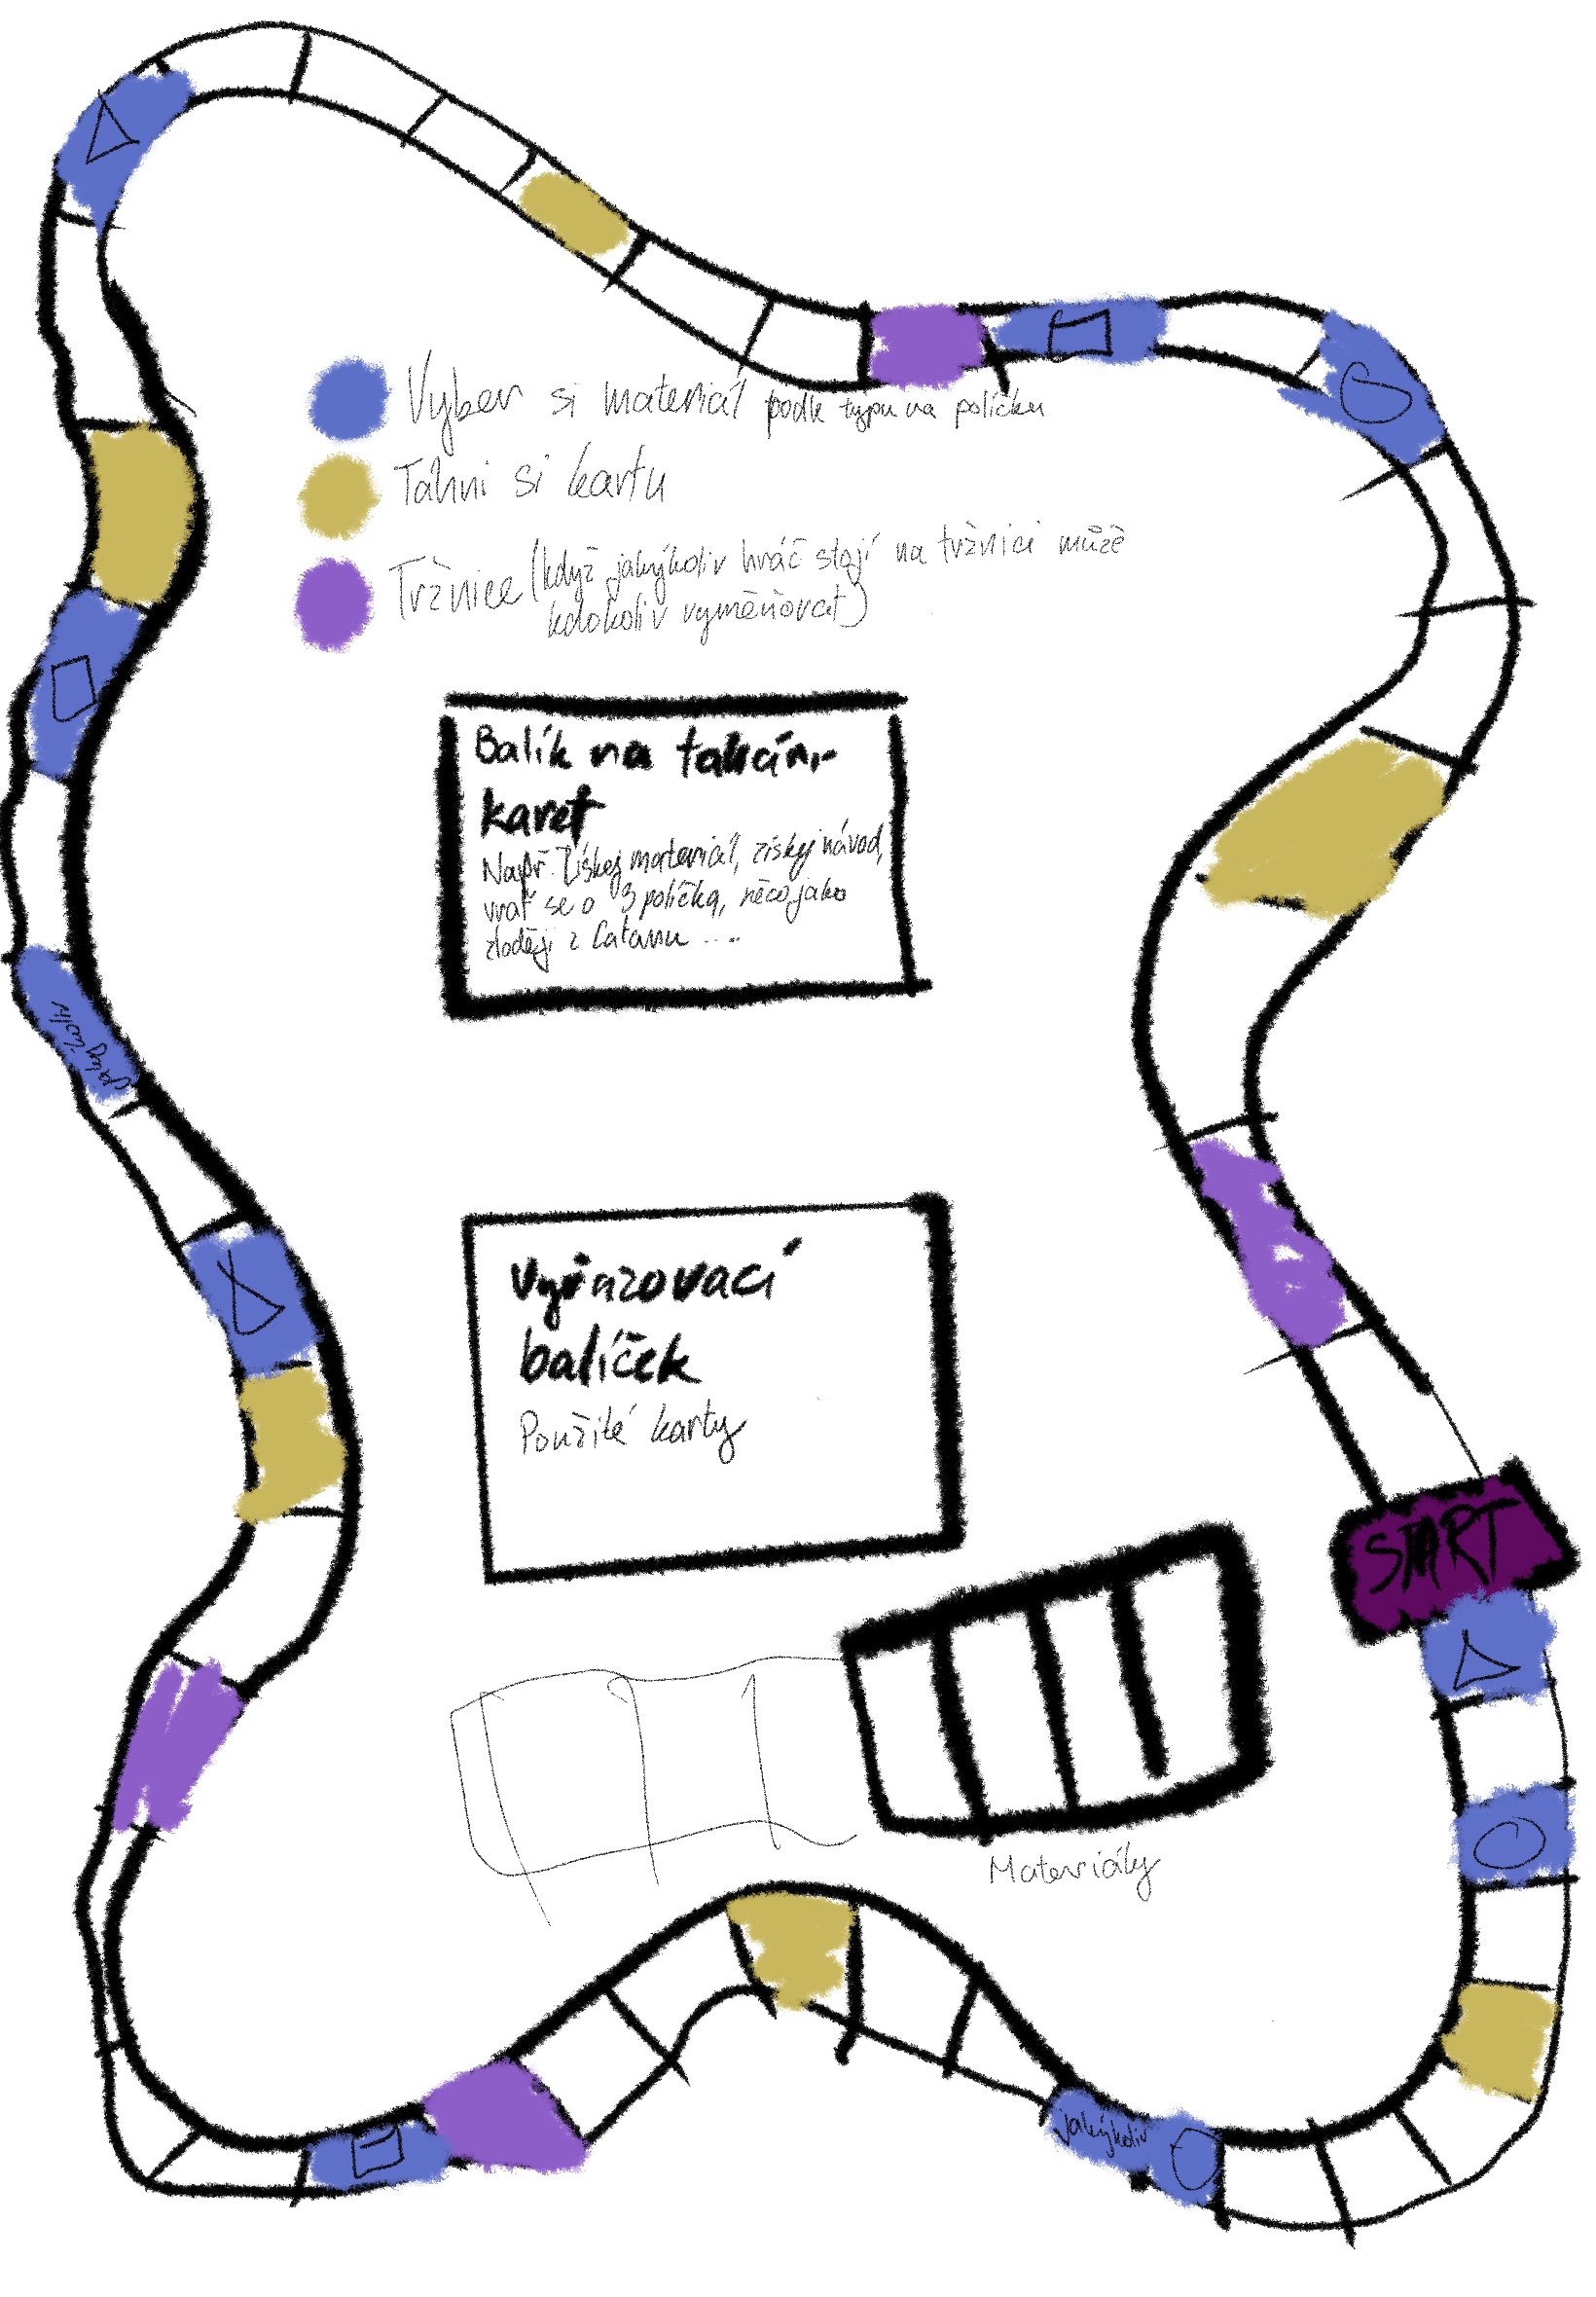 Vyber si materiál podle typu na políčku
Táhni si kartu
Tržnice (když jakýkoliv hráč stojí na tržnici může
kdokoliv vyměňovat)
Balík na tahání
karet
Např. Získej materiál, získej návod,
vrať se o 3 políčka, něco jako
zloději z Catanu ....
jakýkoliv
Vyřazovací
balíček
Použité karty
START
Materiály
jakýkoliv